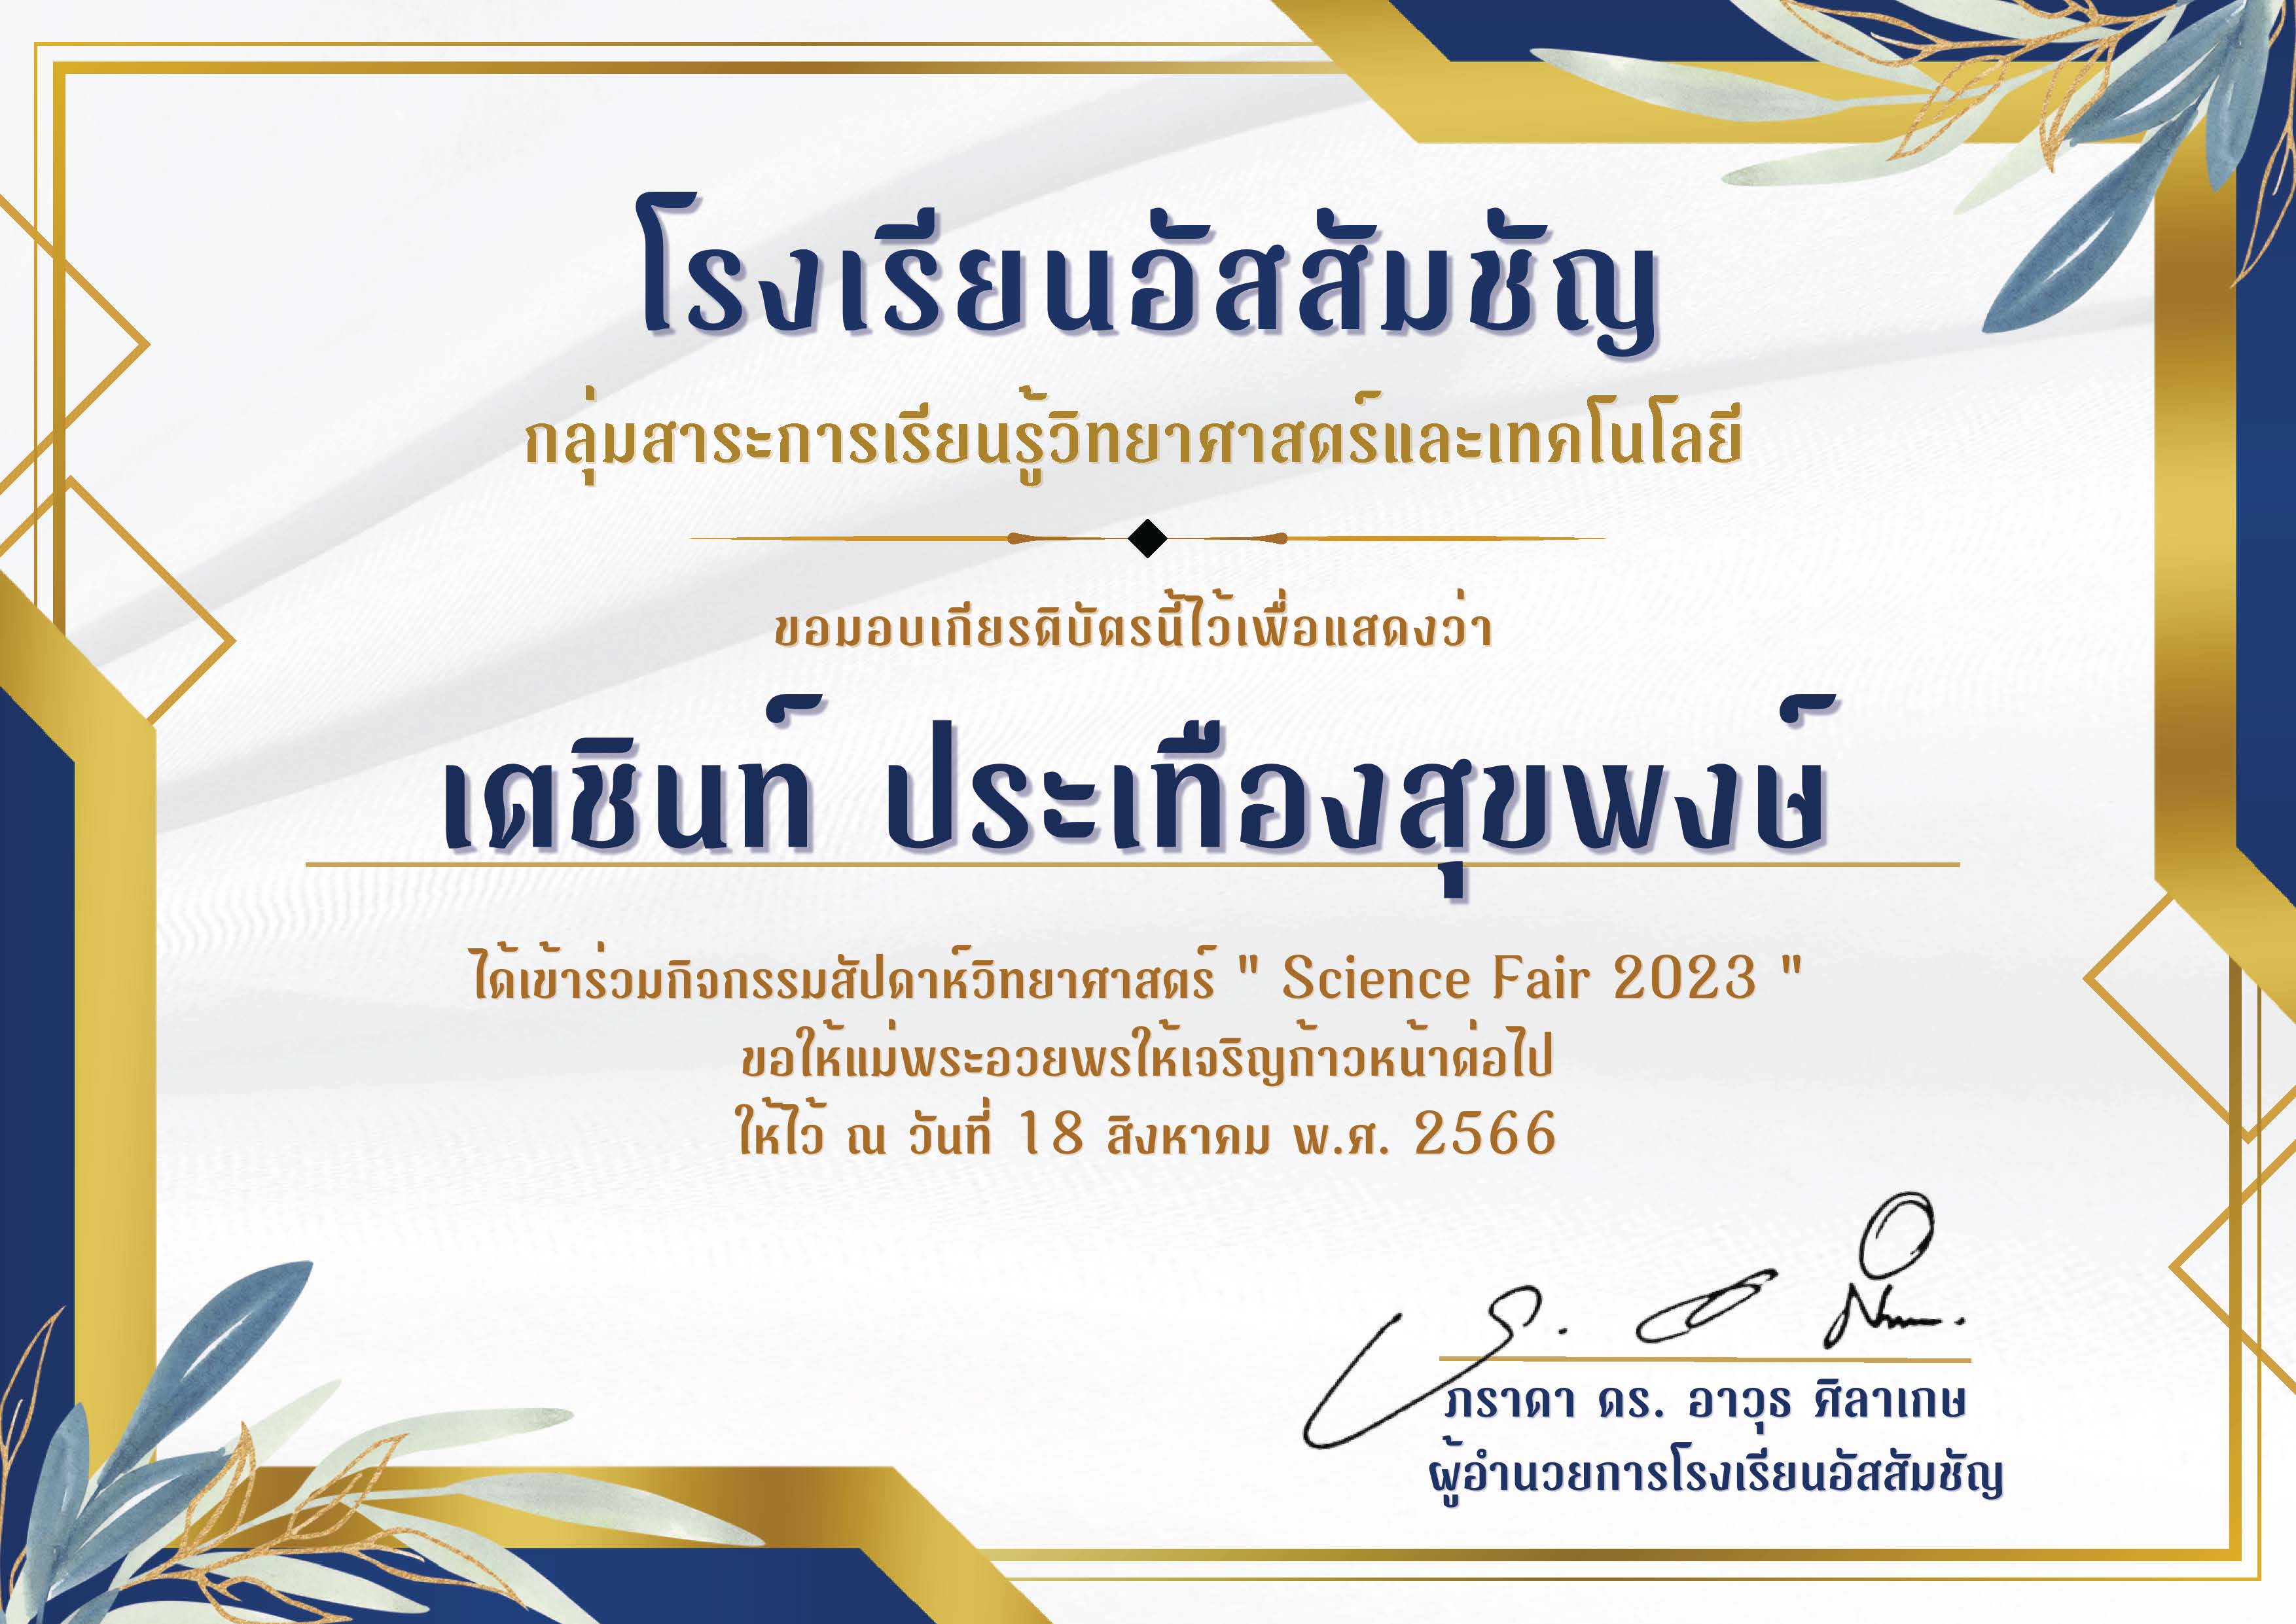 โรงเรียนอัสสัมชัญ
กลุ่มสาระการเรียนรู้วิทยาศาสตร์และเทคโนโลยี
ขอมอบเกียรติบัตรนี้ไว้เพื่อแสดงว่า
เตชินท์ ประเทืองสุขพงษ์
ได้เข้าร่วมกิจกรรมสัปดาห์วิทยาศาสตร์ " Science Fair 2023 "
ขอให้แม่พระอวยพรให้เจริญก้าวหน้าต่อไป
ให้ไว้ ณ วันที่ 18 สิงหาคม พ.ศ. 2566
ภราดา ดร. อาวุธ ศิลาเกษ
ผู้อำนวยการโรงเรียนอัสสัมชัญ